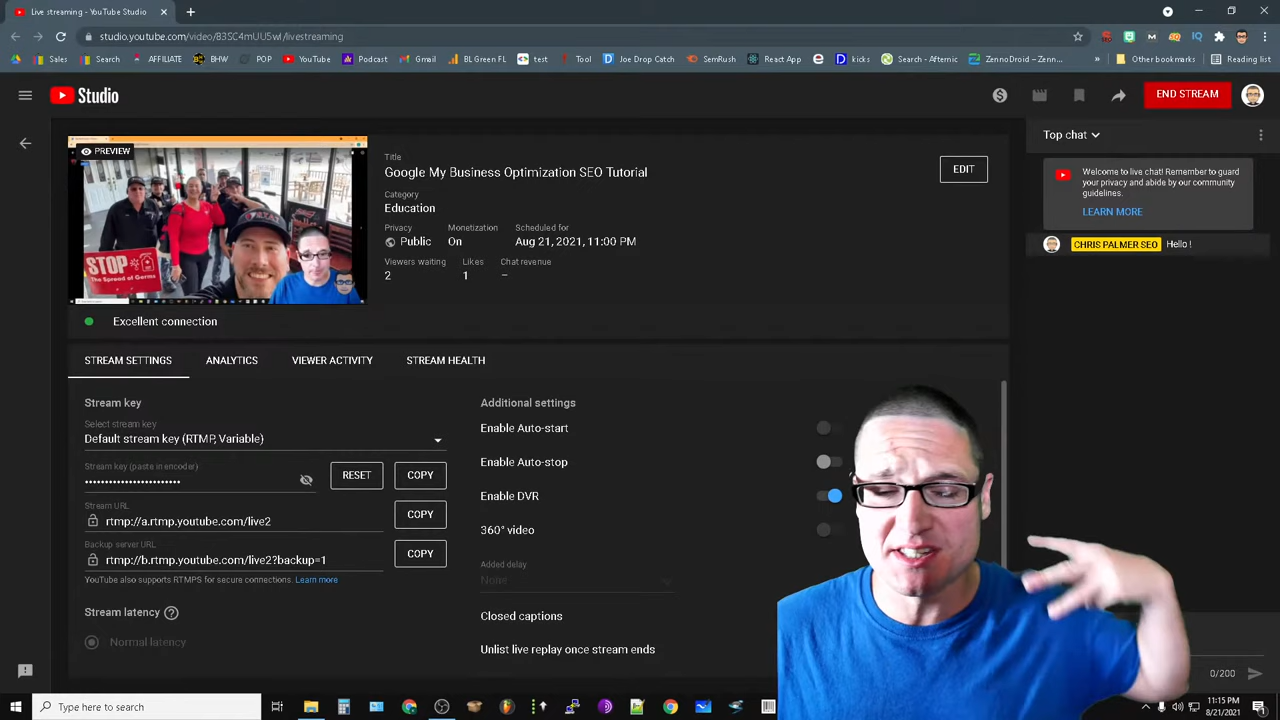 Live streaming - YouTube Studio
studio.youtube.com/video/83SC4mUU5wI/livestreaming
Sales
Search
AFFILIATE
BHW
POP
YouTube
Podcast
Gmail
BL Green FL
test
Tool
Joe Drop Catch
SemRush
React App
kicks
Search - Afternic
ZennoDroid – Zenn...
»
Other bookmarks
Reading list
Studio
END STREAM
PREVIEW
STOP
The Spread of Germs
Title
Google My Business Optimization SEO Tutorial
EDIT
Category
Education
Privacy
Monetization
Scheduled for
Public
On
Aug 21, 2021, 11:00 PM
Viewers waiting
Likes
Chat revenue
2
1
–
Excellent connection
Top chat
Welcome to live chat! Remember to guard
your privacy and abide by our community
guidelines.
LEARN MORE
CHRIS PALMER SEO Hello !
STREAM SETTINGS
ANALYTICS
VIEWER ACTIVITY
STREAM HEALTH
Stream key
Select stream key
Default stream key (RTMP, Variable)
Stream key (paste in encoder)
••••••••••••••••••••••••
RESET
COPY
Stream URL
rtmp://a.rtmp.youtube.com/live2
COPY
Backup server URL
rtmp://b.rtmp.youtube.com/live2?backup=1
COPY
YouTube also supports RTMPS for secure connections. Learn more
Stream latency
Normal latency
Additional settings
Enable Auto-start
Enable Auto-stop
Enable DVR
360° video
Added delay
None
Closed captions
Unlist live replay once stream ends
0/200
Type here to search
11:15 PM
8/21/2021